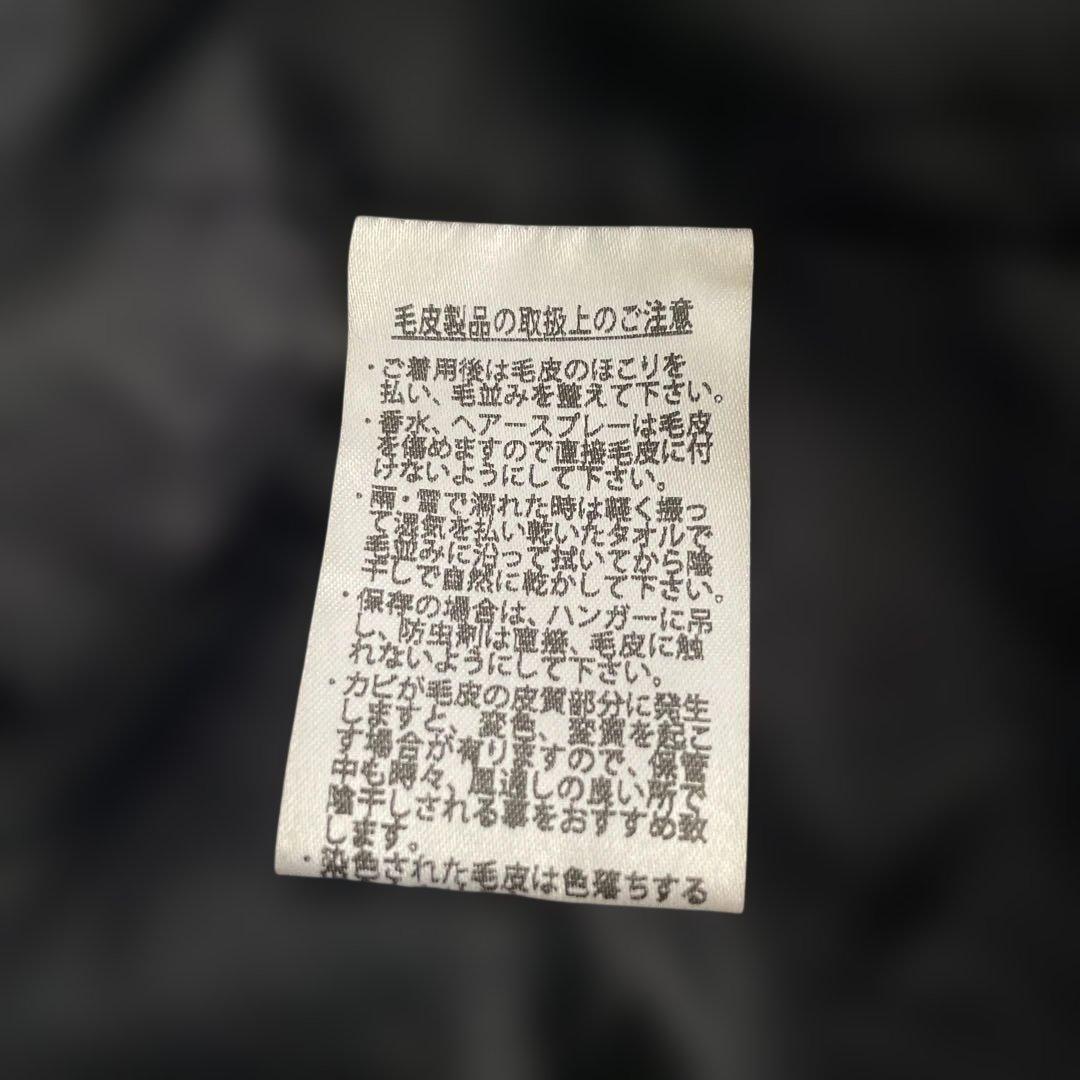 毛皮製品の取扱上のご注意
・ご着用後は毛皮のほこりを
払い、毛並みを整えて下さい。
・香水、ヘアースプレーは毛皮
を傷めますので直接毛皮に付
けないようにして下さい。
・雨・雪で濡れた時は軽く振っ
て湿気を払い乾いたタオルで
毛並みに沿って拭いてから陰
干しで自然に乾かして下さい。
・保存の場合は、ハンガーに吊
し、防虫剤は直接、毛皮に触
れないようにして下さい。
・カビが毛皮の皮質部分に発生
しますと、変色、変質を起こ
す場合が有りますので、保管
中も時々、風通しの良い所で
陰干しされる事をおすすめ致
します。
・染色された毛皮は色落ちする